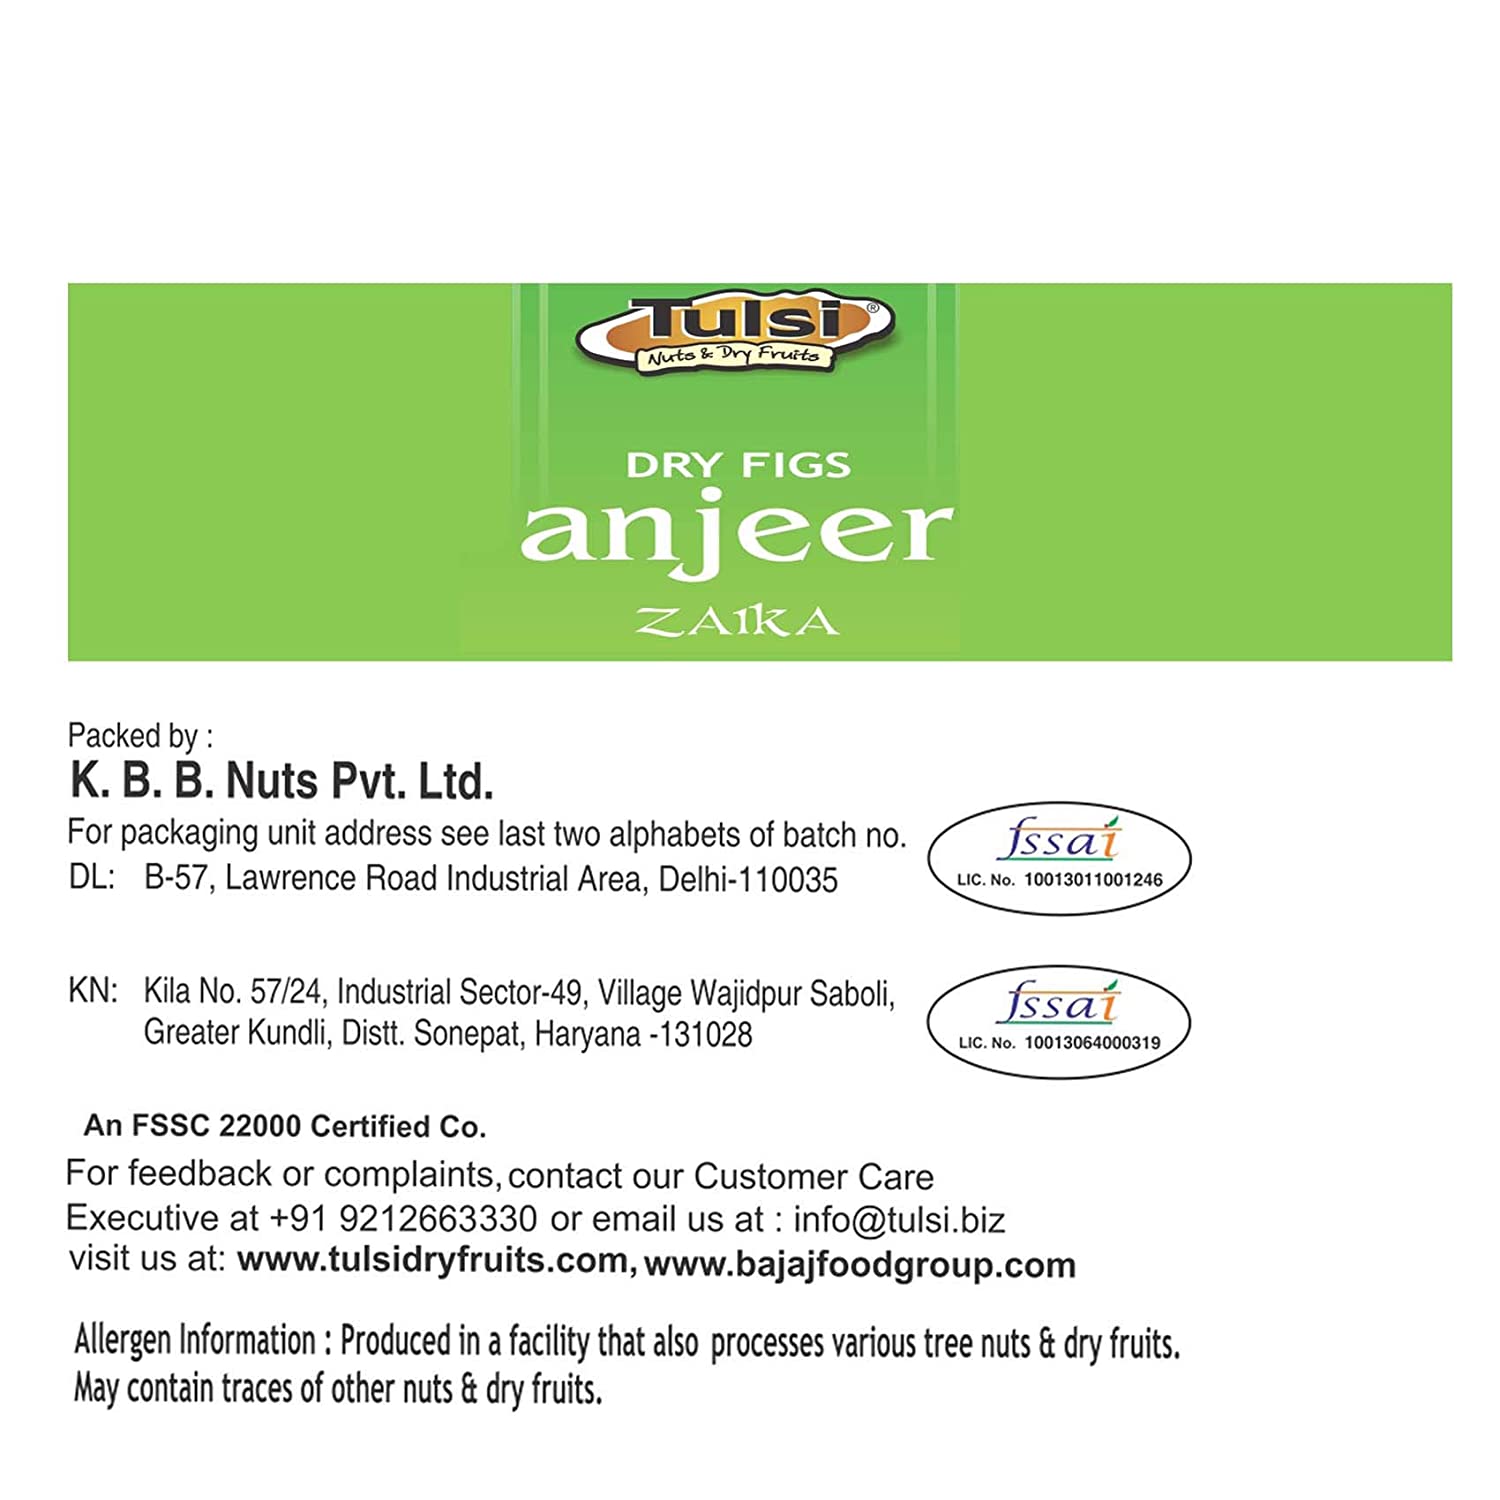 Tulsi®
Nuts & Dry Fruits
DRY FIGS
anjeer
ZAIKA
Packed by :
K. B. B. Nuts Pvt. Ltd.
For packaging unit address see last two alphabets of batch no.
DL: B-57, Lawrence Road Industrial Area, Delhi-110035
fssai
LIC. No. 10013011001246
KN: Kila No. 57/24, Industrial Sector-49, Village Wajidpur Saboli,
Greater Kundli, Distt. Sonepat, Haryana -131028
fssai
LIC. No. 10013064000319
An FSSC 22000 Certified Co.
For feedback or complaints, contact our Customer Care
Executive at +91 9212663330 or email us at : info@tulsi.biz
visit us at: www.tulsidryfruits.com, www.bajajfoodgroup.com
Allergen Information : Produced in a facility that also processes various tree nuts & dry fruits.
May contain traces of other nuts & dry fruits.